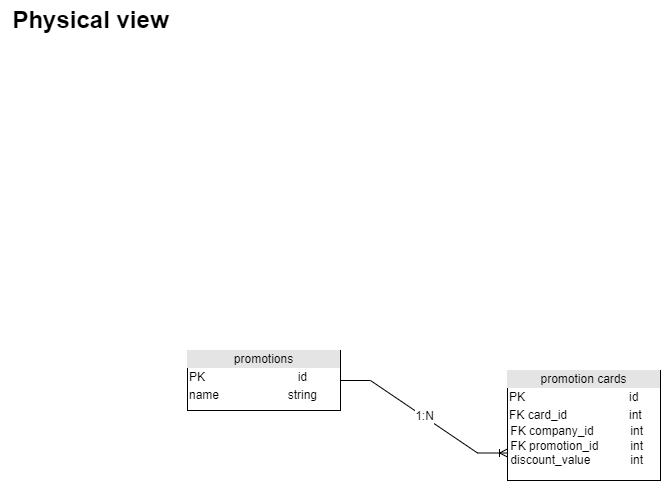 Physical view
promotions
PK id
name string
1:N
promotion cards
PK id
FK card_id int
FK company_id int
FK promotion_id int
discount_value int